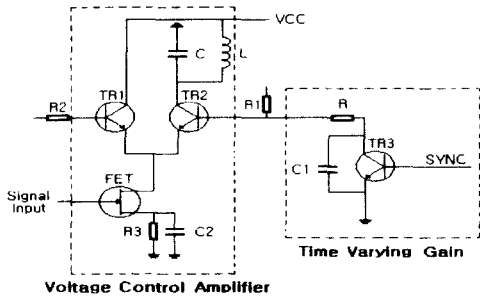 VCC
C
L
TR1
TR2
R2
R1
R
TR3
SYNC
C1
FET
Signal
Input
R3
C2
Time Varying Gain
Voltage Control Amplifier